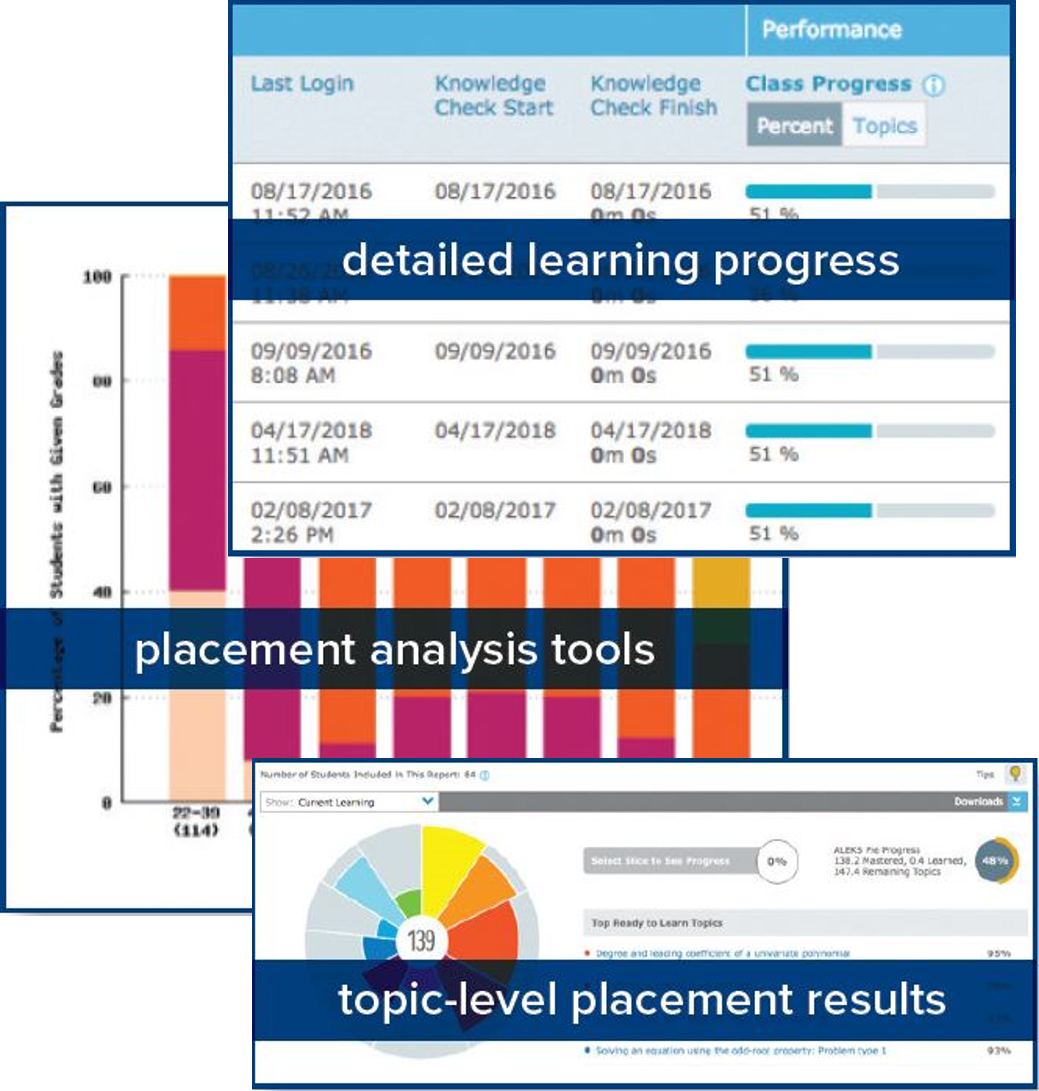 Performance
Last Login
Knowledge Check Start
Knowledge Check Finish
Class Progress
Percent Topics
08/17/2016 11:52 AM
08/17/2016
08/17/2016 0m 0s
51 %
detailed learning progress
11:38 AM
0m 0s
09/09/2016 8:08 AM
09/09/2016
09/09/2016 0m 0s
51 %
04/17/2018 11:51 AM
04/17/2018
04/17/2018 0m 0s
51 %
02/08/2017 2:26 PM
02/08/2017
02/08/2017 0m 0s
51 %
Percentage of Students with Given Grades
100
80
60
40
20
0
22-39
(114)
placement analysis tools
Number of Students Included in This Report: 64
Tips
Show: Current Learning
Downloads
139
Select Slice to See Progress
0%
ALEKS Pie Progress
138.2 Mastered, 0.4 Learned,
147.4 Remaining Topics
48%
Top Ready to Learn Topics
Degree and leading coefficient of a univariate polynomial
95%
topic-level placement results
Solving an equation using the odd-root property: Problem type 1
93%